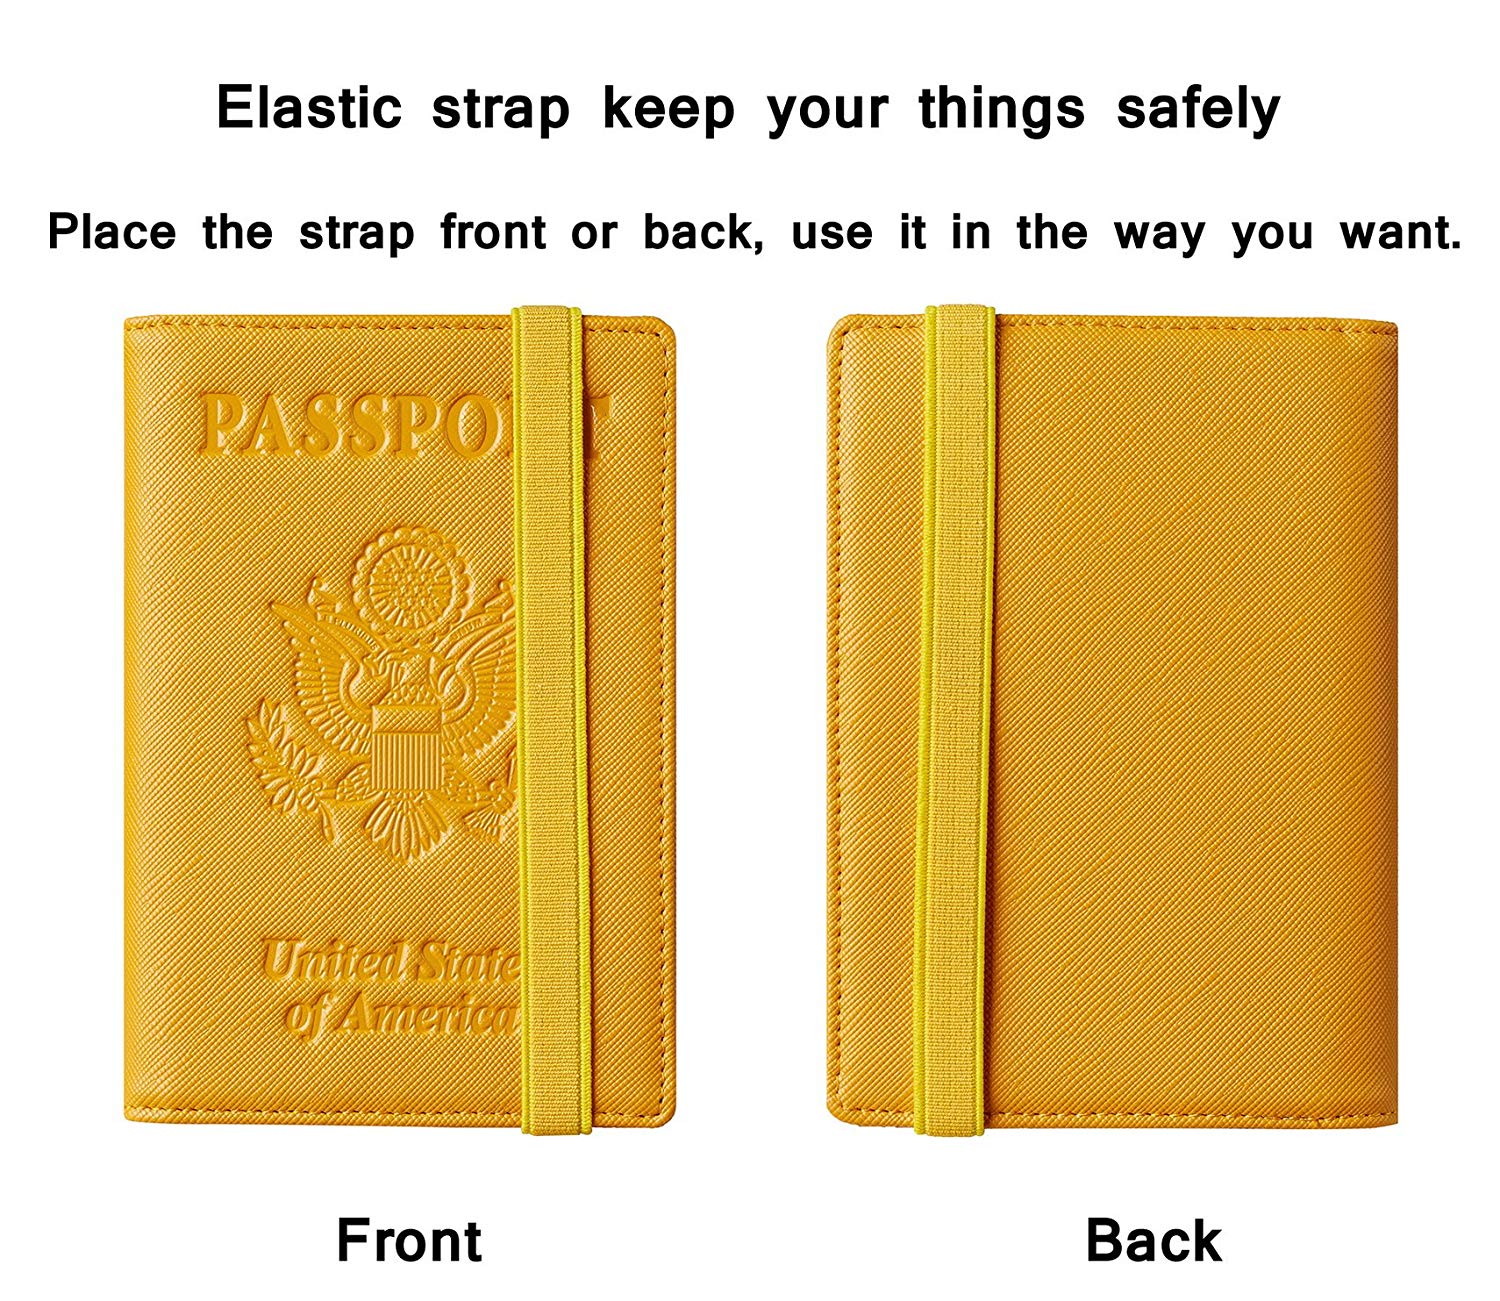 Elastic strap keep your things safely
Place the strap front or back, use it in the way you want.
PASSPO T
United State
of America
Front
Back